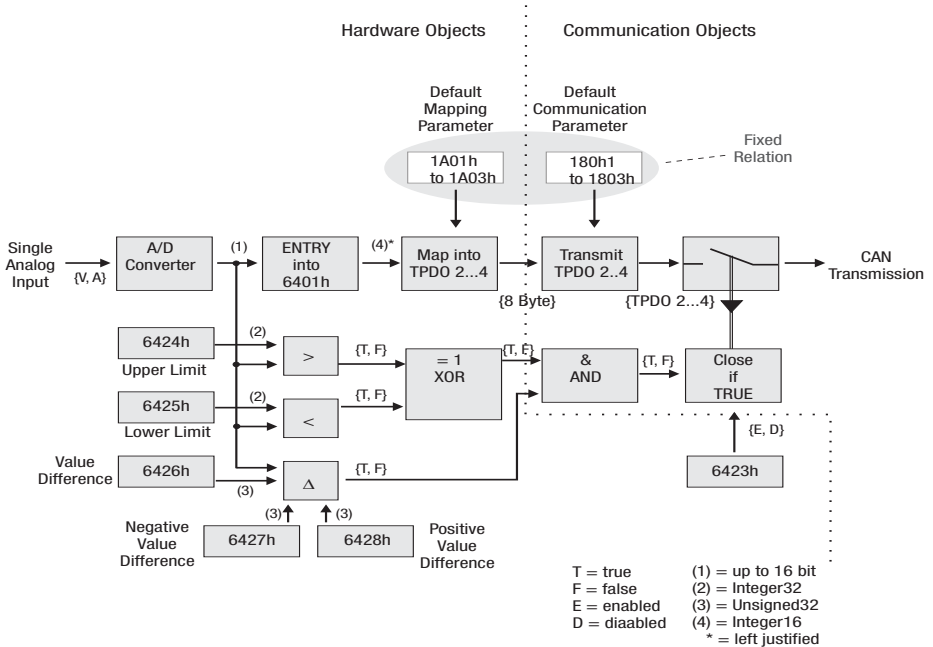 Hardware Objects
Communication Objects
Default
Mapping
Parameter
Default
Communication
Parameter
Fixed
Relation
1A01h
to 1A03h
180h1
to 1803h
Single
Analog
Input
{V, A}
A/D
Converter
(1)
ENTRY
into
6401h
(4)*
Map into
TPDO 2...4
{8 Byte}
Transmit
TPDO 2...4
{TPDO 2...4}
CAN
Transmission
6424h
Upper Limit
(2)
>
{T, F}
= 1
XOR
{T, F}
&
AND
{T, F}
Close
if
TRUE
6425h
Lower Limit
(2)
<
{T, F}
{E, D}
6423h
Value
Difference
6426h
(3)
Δ
{T, F}
(3)
(3)
Negative
Value
Difference
6427h
6428h
Positive
Value
Difference
T = true
F = false
E = enabled
D = diaabled
(1) = up to 16 bit
(2) = Integer32
(3) = Unsigned32
(4) = Integer16
* = left justified